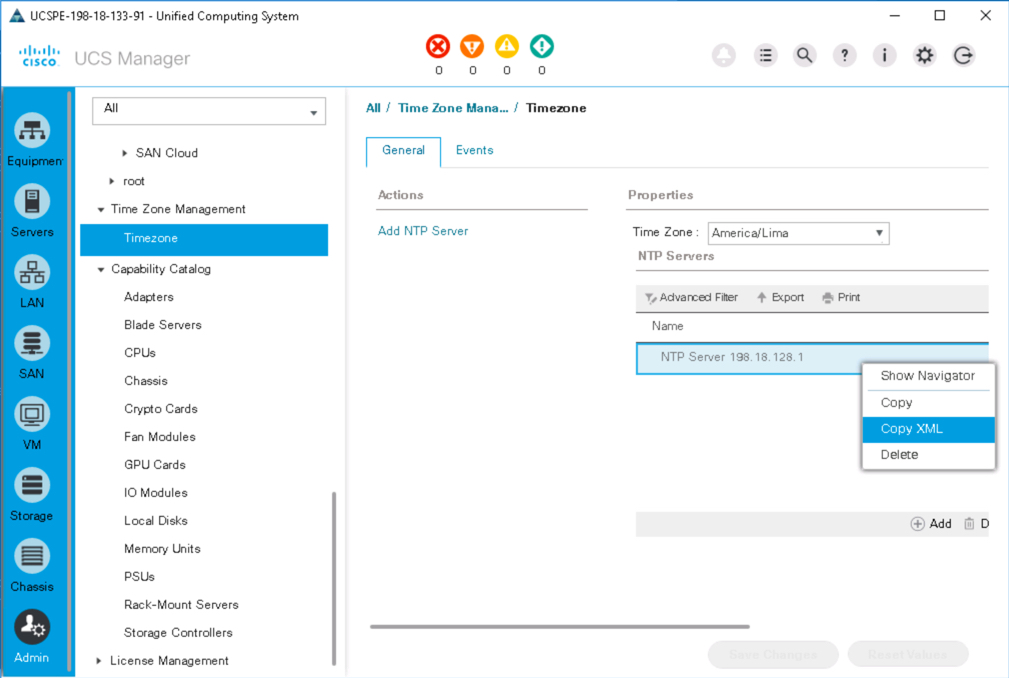 UCSPE-198-18-133-91 - Unified Computing System
CISCO UCS Manager
0 0 0 0
Equipmen
Servers
LAN
SAN
VM
Storage
Chassis
Admin
All
SAN Cloud
root
Time Zone Management
Timezone
Capability Catalog
Adapters
Blade Servers
CPUs
Chassis
Crypto Cards
Fan Modules
GPU Cards
IO Modules
Local Disks
Memory Units
PSUs
Rack-Mount Servers
Storage Controllers
License Management
All / Time Zone Mana... / Timezone
General Events
Actions
Add NTP Server
Properties
Time Zone : America/Lima
NTP Servers
Advanced Filter Export Print
Name
NTP Server 198.18.128.1
Show Navigator
Copy
Copy XML
Delete
Add D
Save Changes Reset Values